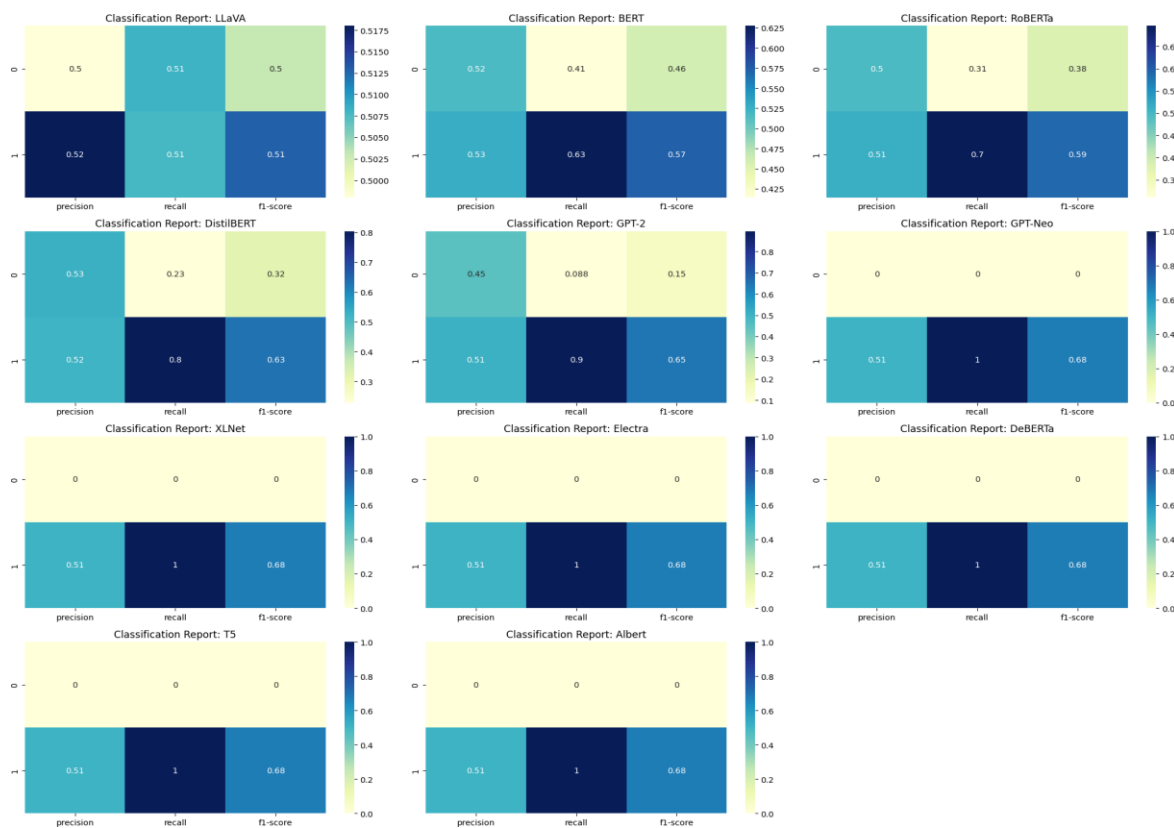 Classification Report: LLaVA
0
0.5 0.51 0.5
1
0.52 0.51 0.51
precision recall f1-score
0.5175
0.5150
0.5125
0.5100
0.5075
0.5050
0.5025
0.5000
Classification Report: BERT
0
0.52 0.41 0.46
1
0.53 0.63 0.57
precision recall f1-score
0.625
0.600
0.575
0.550
0.525
0.500
0.475
0.450
0.425
Classification Report: RoBERTa
0
0.5 0.31 0.38
1
0.51 0.7 0.59
precision recall f1-score
Classification Report: DistilBERT
0
0.53 0.23 0.32
1
0.52 0.8 0.63
precision recall f1-score
0.8
0.7
0.6
0.5
0.4
0.3
Classification Report: GPT-2
0
0.45 0.088 0.15
1
0.51 0.9 0.65
precision recall f1-score
0.8
0.7
0.6
0.5
0.4
0.3
0.2
0.1
Classification Report: GPT-Neo
0
0 0 0
1
0.51 1 0.68
precision recall f1-score
1.0
0.8
0.6
0.4
0.2
0.0
Classification Report: XLNet
0
0 0 0
1
0.51 1 0.68
precision recall f1-score
1.0
0.8
0.6
0.4
0.2
0.0
Classification Report: Electra
0
0 0 0
1
0.51 1 0.68
precision recall f1-score
1.0
0.8
0.6
0.4
0.2
0.0
Classification Report: DeBERTa
0
0 0 0
1
0.51 1 0.68
precision recall f1-score
1.0
0.8
0.6
0.4
0.2
0.0
Classification Report: T5
0
0 0 0
1
0.51 1 0.68
precision recall f1-score
1.0
0.8
0.6
0.4
0.2
0.0
Classification Report: Albert
0
0 0 0
1
0.51 1 0.68
precision recall f1-score
1.0
0.8
0.6
0.4
0.2
0.0